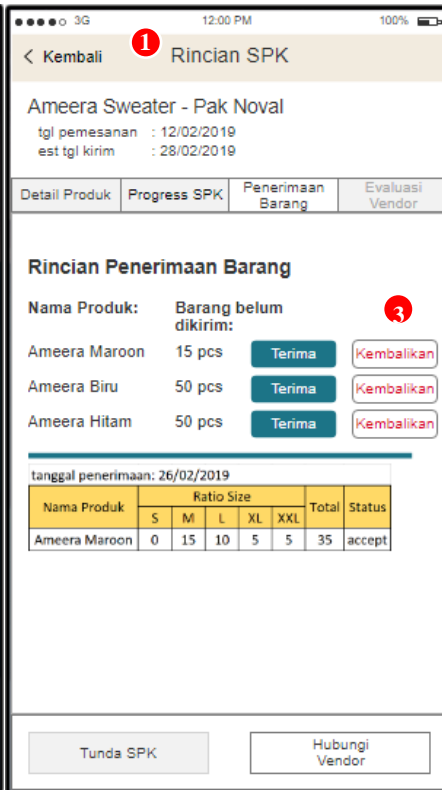 3G 12:00 PM 100%
1
< Kembali Rincian SPK
Ameera Sweater - Pak Noval
tgl pemesanan : 12/02/2019
est tgl kirim : 28/02/2019
Detail Produk Progress SPK Penerimaan Barang Evaluasi Vendor
Rincian Penerimaan Barang
Nama Produk: Barang belum dikirim:
3
Ameera Maroon 15 pcs Terima Kembalikan
Ameera Biru 50 pcs Terima Kembalikan
Ameera Hitam 50 pcs Terima Kembalikan
tanggal penerimaan: 26/02/2019
Nama Produk Ratio Size Total Status
S M L XL XXL
Ameera Maroon 0 15 10 5 5 35 accept
Tunda SPK Hubungi Vendor